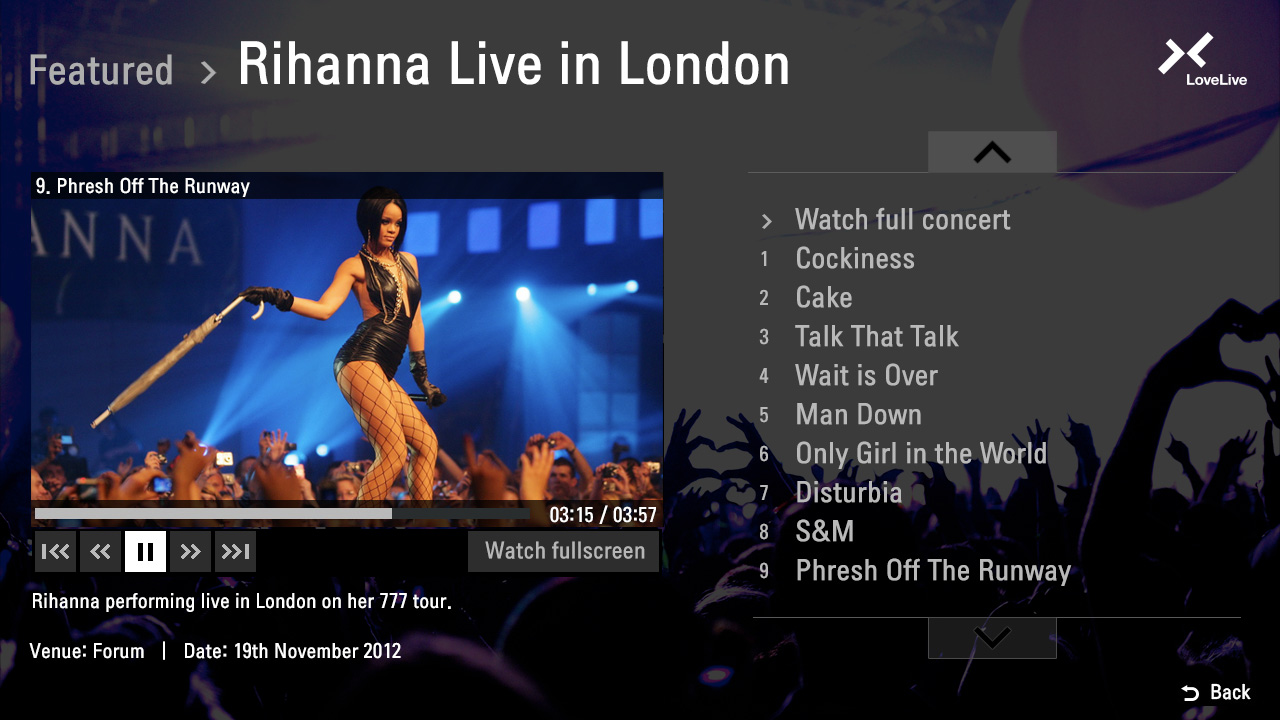 Featured > Rihanna Live in London
LoveLive
9. Phresh Off The Runway
ANNA
03:15 / 03:57
Watch fullscreen
Rihanna performing live in London on her 777 tour.
Venue: Forum | Date: 19th November 2012
> Watch full concert
1 Cockiness
2 Cake
3 Talk That Talk
4 Wait is Over
5 Man Down
6 Only Girl in the World
7 Disturbia
8 S&M
9 Phresh Off The Runway
Back